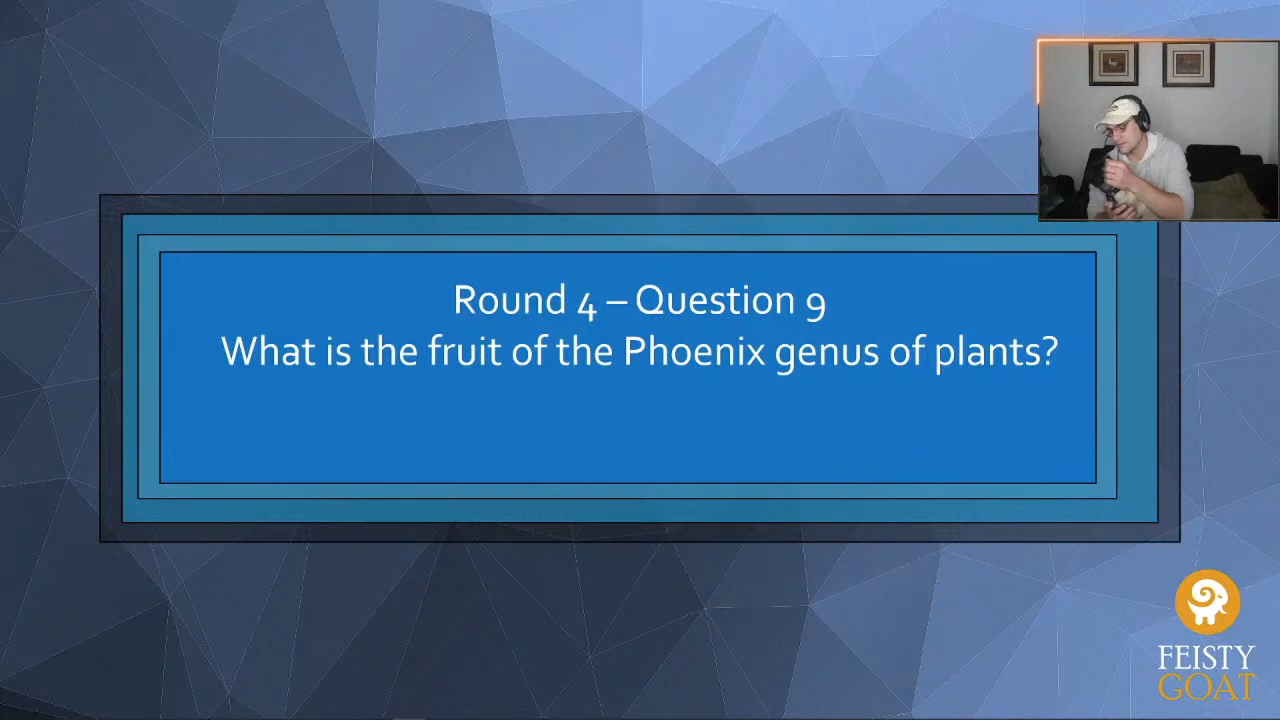 Round 4 – Question 9
What is the fruit of the Phoenix genus of plants?
FEISTY
GOAT